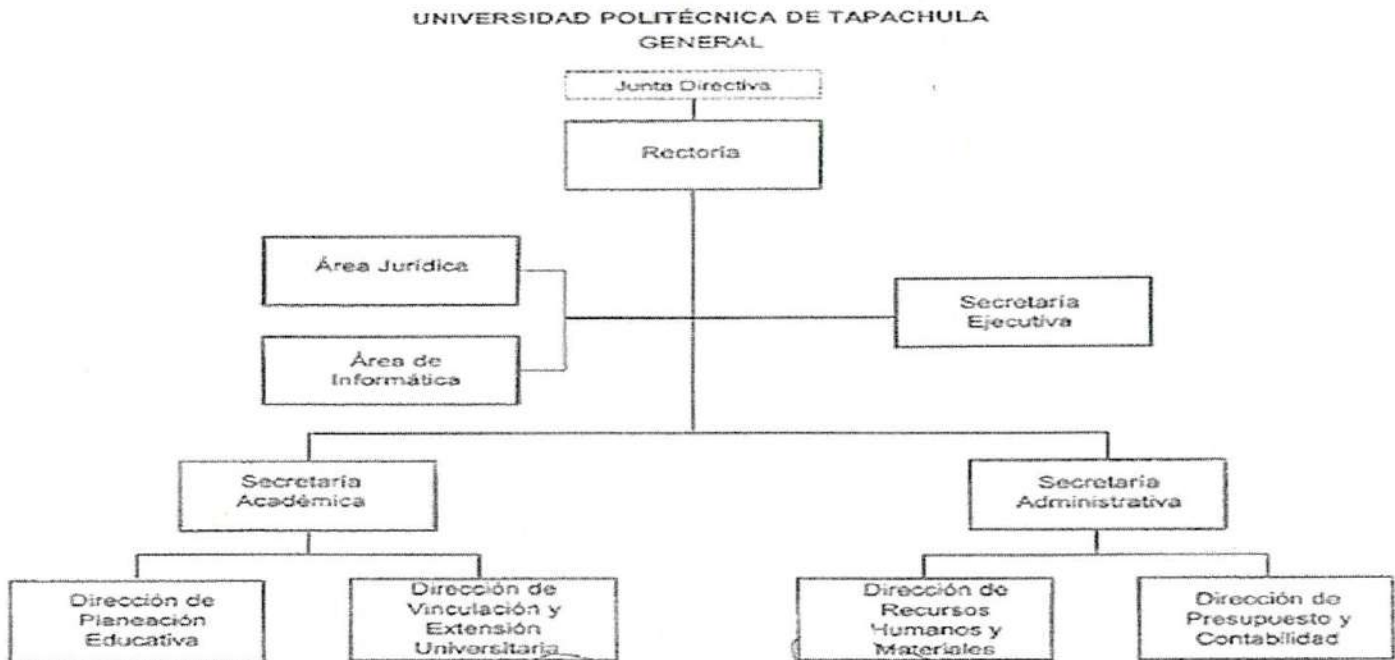 UNIVERSIDAD POLITÉCNICA DE TAPACHULA
GENERAL
Junta Directiva
Rectoría
Área Jurídica
Secretaría
Ejecutiva
Área de
Informática
Secretaría
Académica
Secretaría
Administrativa
Dirección de
Planeación
Educativa
Dirección de
Vinculación y
Extensión
Universitaria
Dirección de
Recursos
Humanos y
Materiales
Dirección de
Presupuesto y
Contabilidad